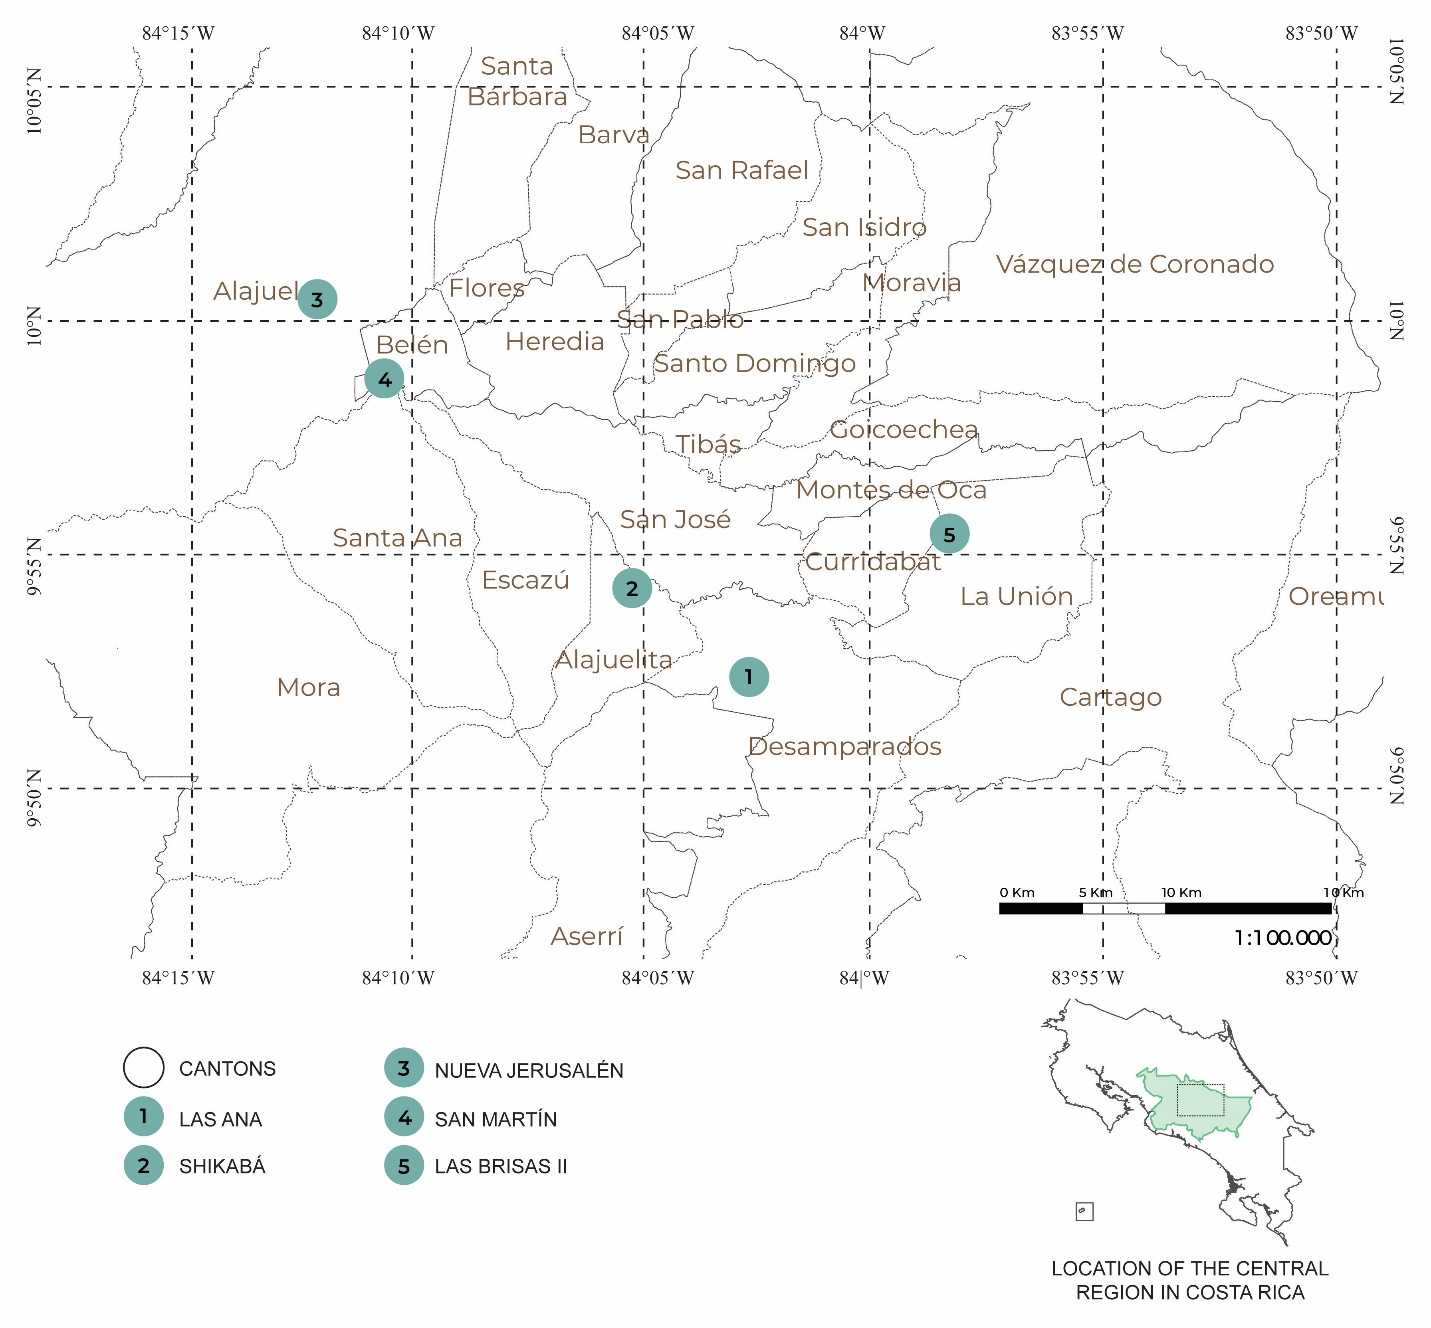 84°15´W 84°10´W 84°05´W 84°W 83°55´W 83°50´W
10°05´N
10°05´N
Santa
Bárbara
Barva
San Rafael
San Isidro
Vázquez de Coronado
Moravia
Alajuel
3
Flores
10°N
10°N
San Pablo
Belén
Heredia
Santo Domingo
4
Goicoechea
Tibás
Montes de Oca
San José
Santa Ana
5
9°55´N
9°55´N
Curridabat
Escazú
2
La Unión
Oreamu
Alajuelita
1
Mora
Cartago
Desamparados
9°50´N
9°50´N
0 Km 5 Km 10 Km 10 Km
1:100.000
Aserrí
84°15´W 84°10´W 84°05´W 84°W 83°55´W 83°50´W
CANTONS
1 LAS ANA
2 SHIKABÁ
3 NUEVA JERUSALÉN
4 SAN MARTÍN
5 LAS BRISAS II
LOCATION OF THE CENTRAL
REGION IN COSTA RICA